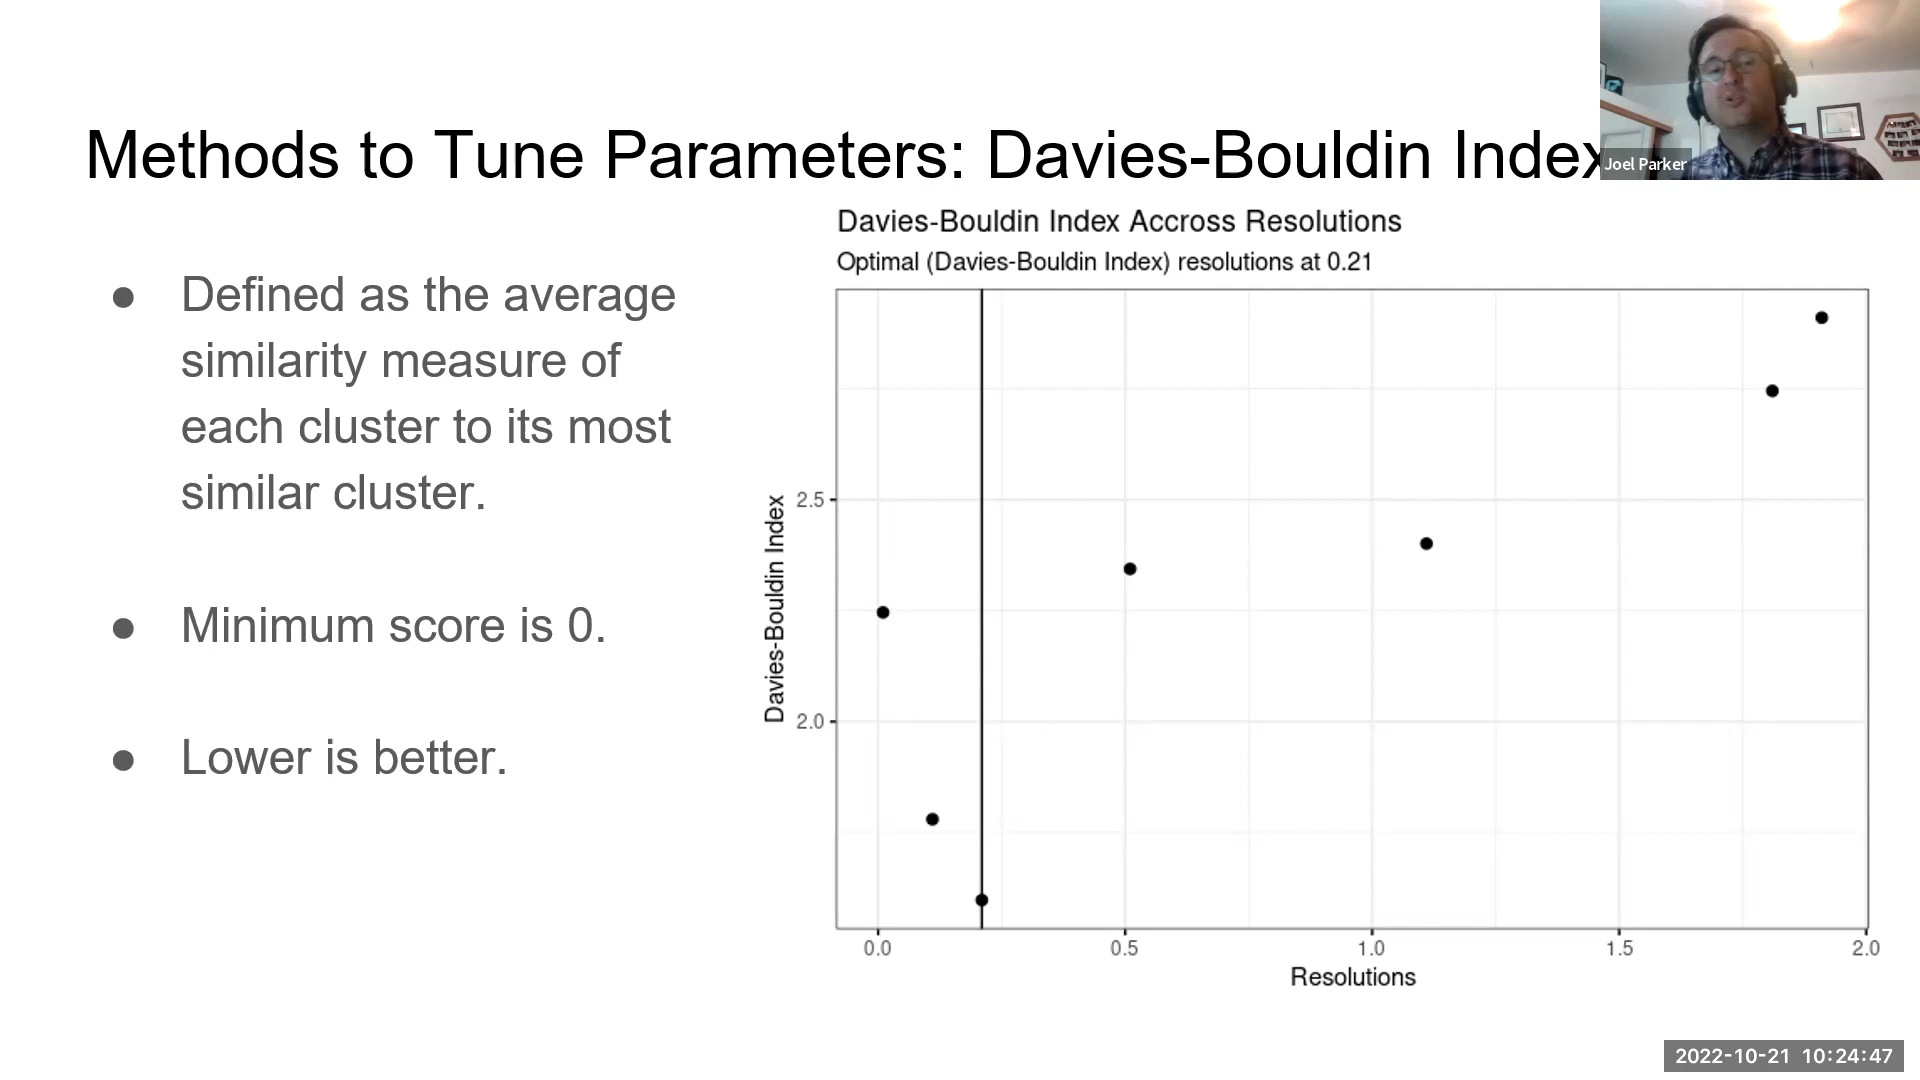 Methods to Tune Parameters: Davies-Bouldin Index
Joel Parker
● Defined as the average
similarity measure of
each cluster to its most
similar cluster.
● Minimum score is 0.
● Lower is better.
Davies-Bouldin Index Accross Resolutions
Optimal (Davies-Bouldin Index) resolutions at 0.21
Davies-Bouldin Index
2.5
2.0
0.0 0.5 1.0 1.5 2.0
Resolutions
2022-10-21 10:24:47